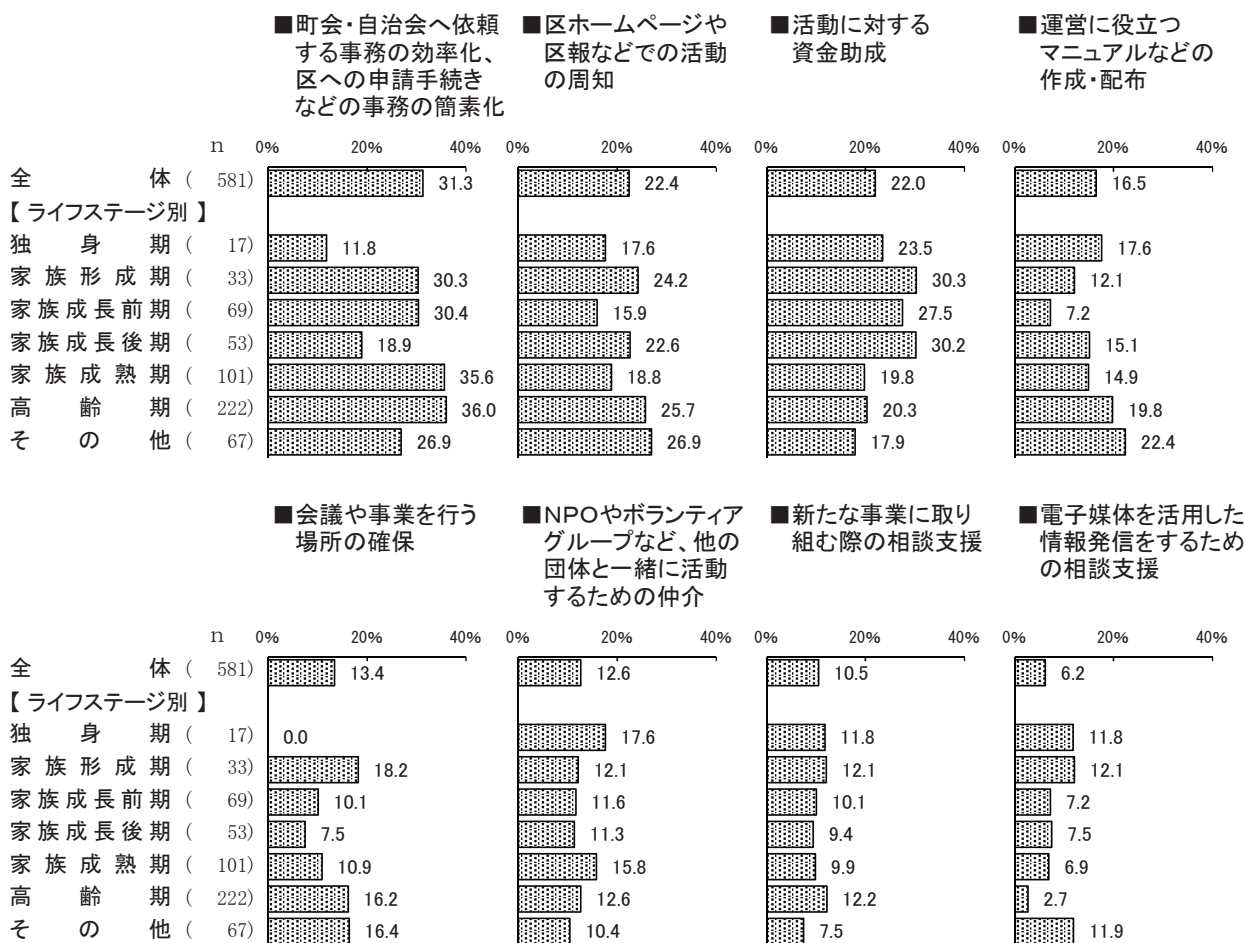 ■町会・自治会へ依頼
する事務の効率化、
区への申請手続き
などの事務の簡素化
■区ホームページや
区報などでの活動
の周知
■活動に対する
資金助成
■運営に役立つ
マニュアルなどの
作成・配布
n 0% 20% 40% 0% 20% 40% 0% 20% 40% 0% 20% 40%
全体 ( 581) 31.3 22.4 22.0 16.5
【ライフステージ別】
独身期 ( 17) 11.8 17.6 23.5 17.6
家族形成期 ( 33) 30.3 24.2 30.3 12.1
家族成長前期 ( 69) 30.4 15.9 27.5 7.2
家族成長後期 ( 53) 18.9 22.6 30.2 15.1
家族成熟期 ( 101) 35.6 18.8 19.8 14.9
高齢期 ( 222) 36.0 25.7 20.3 19.8
その他 ( 67) 26.9 26.9 17.9 22.4
■会議や事業を行う
場所の確保
■NPOやボランティア
グループなど、他の
団体と一緒に活動
するための仲介
■新たな事業に取り
組む際の相談支援
■電子媒体を活用した
情報発信をするため
の相談支援
n 0% 20% 40% 0% 20% 40% 0% 20% 40% 0% 20% 40%
全体 ( 581) 13.4 12.6 10.5 6.2
【ライフステージ別】
独身期 ( 17) 0.0 17.6 11.8 11.8
家族形成期 ( 33) 18.2 12.1 12.1 12.1
家族成長前期 ( 69) 10.1 11.6 10.1 7.2
家族成長後期 ( 53) 7.5 11.3 9.4 7.5
家族成熟期 ( 101) 10.9 15.8 9.9 6.9
高齢期 ( 222) 16.2 12.6 12.2 2.7
その他 ( 67) 16.4 10.4 7.5 11.9